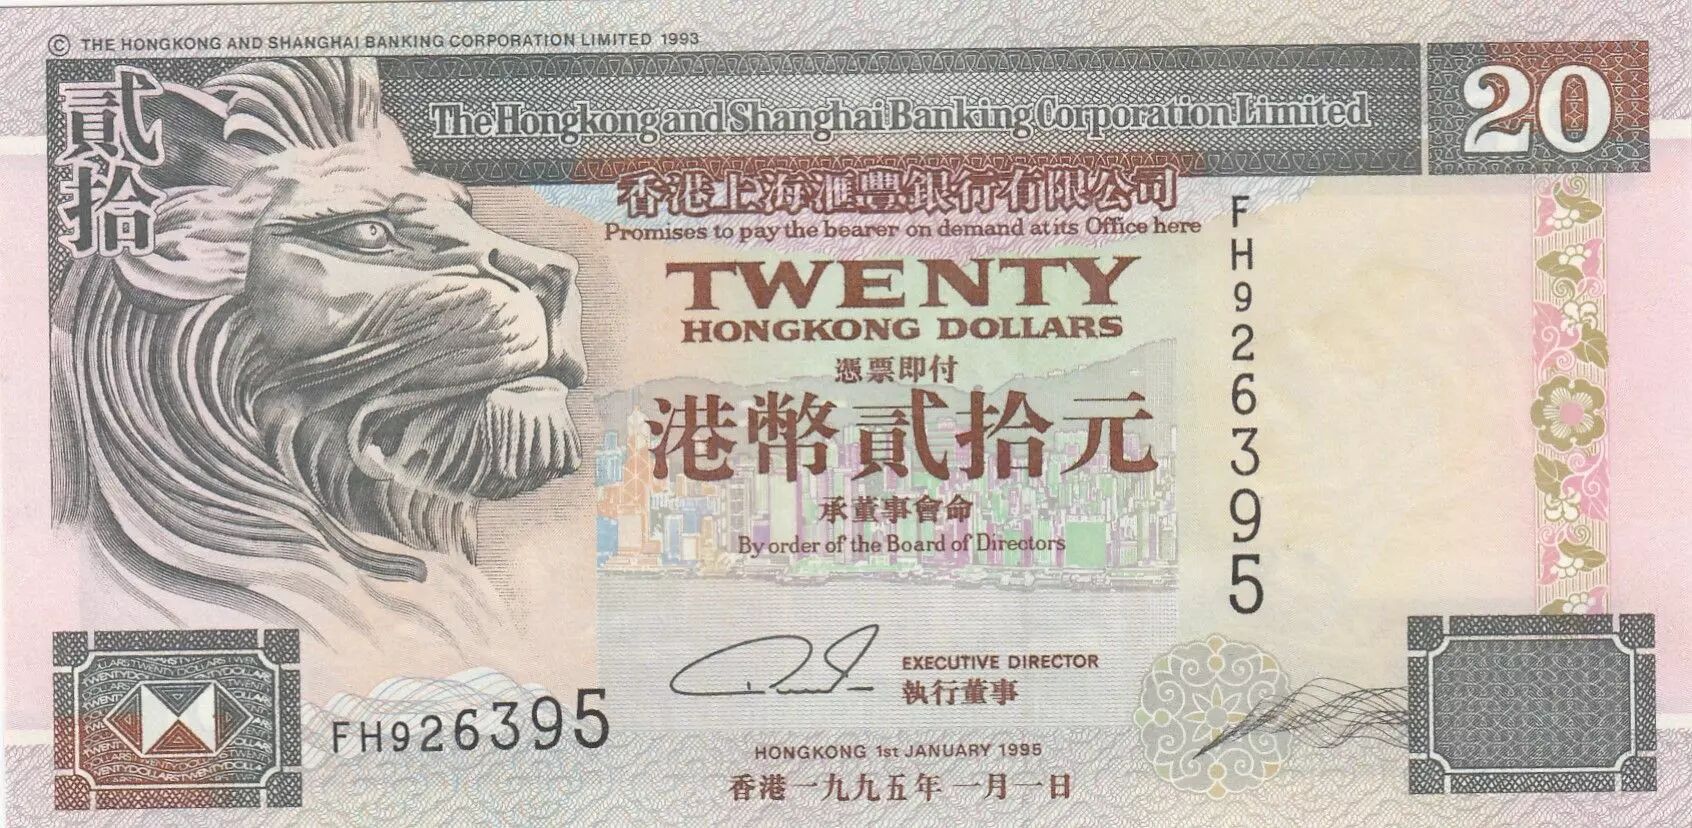 © THE HONGKONG AND SHANGHAI BANKING CORPORATION LIMITED 1993
貳拾
The Hongkong and Shanghai Banking Corporation Limited
20
香港上海滙豐銀行有限公司
Promises to pay the bearer on demand at its Office here
TWENTY
HONGKONG DOLLARS
憑票即付
港幣貳拾元
承董事會命
By order of the Board of Directors
FH926395
EXECUTIVE DIRECTOR
執行董事
FH926395
HONGKONG 1st JANUARY 1995
香港一九九五年一月一日